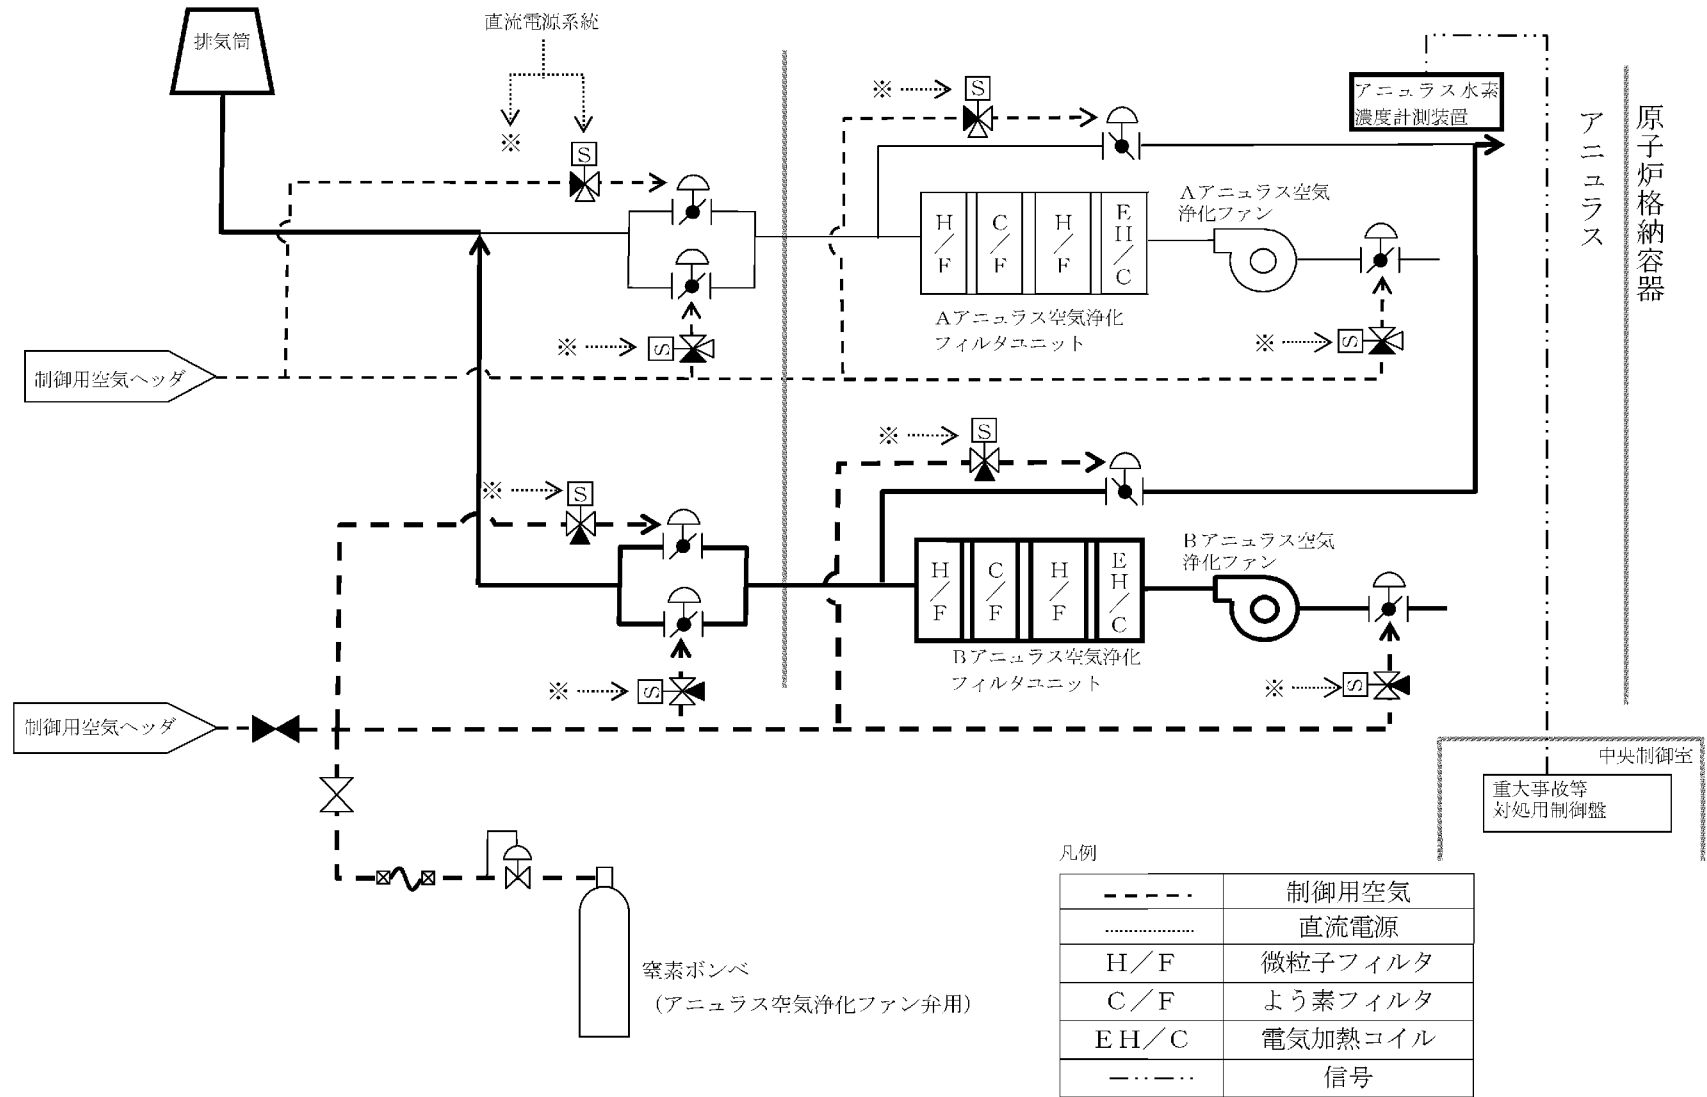 排気筒
直流電源系統
※
S
※
S
アニュラス水素
濃度計測装置
アニュラス
原子炉格納容器
H/F
C/F
H/F
EH/C
Aアニュラス空気
浄化ファン
Aアニュラス空気浄化
フィルタユニット
※
S
※
S
制御用空気ヘッダ
※
S
※
S
H/F
C/F
H/F
EH/C
Bアニュラス空気
浄化ファン
Bアニュラス空気浄化
フィルタユニット
※
S
※
S
制御用空気ヘッダ
中央制御室
重大事故等
対処用制御盤
窒素ボンベ
(アニュラス空気浄化ファン弁用)
凡例
制御用空気
直流電源
H/F 微粒子フィルタ
C/F よう素フィルタ
EH/C 電気加熱コイル
信号